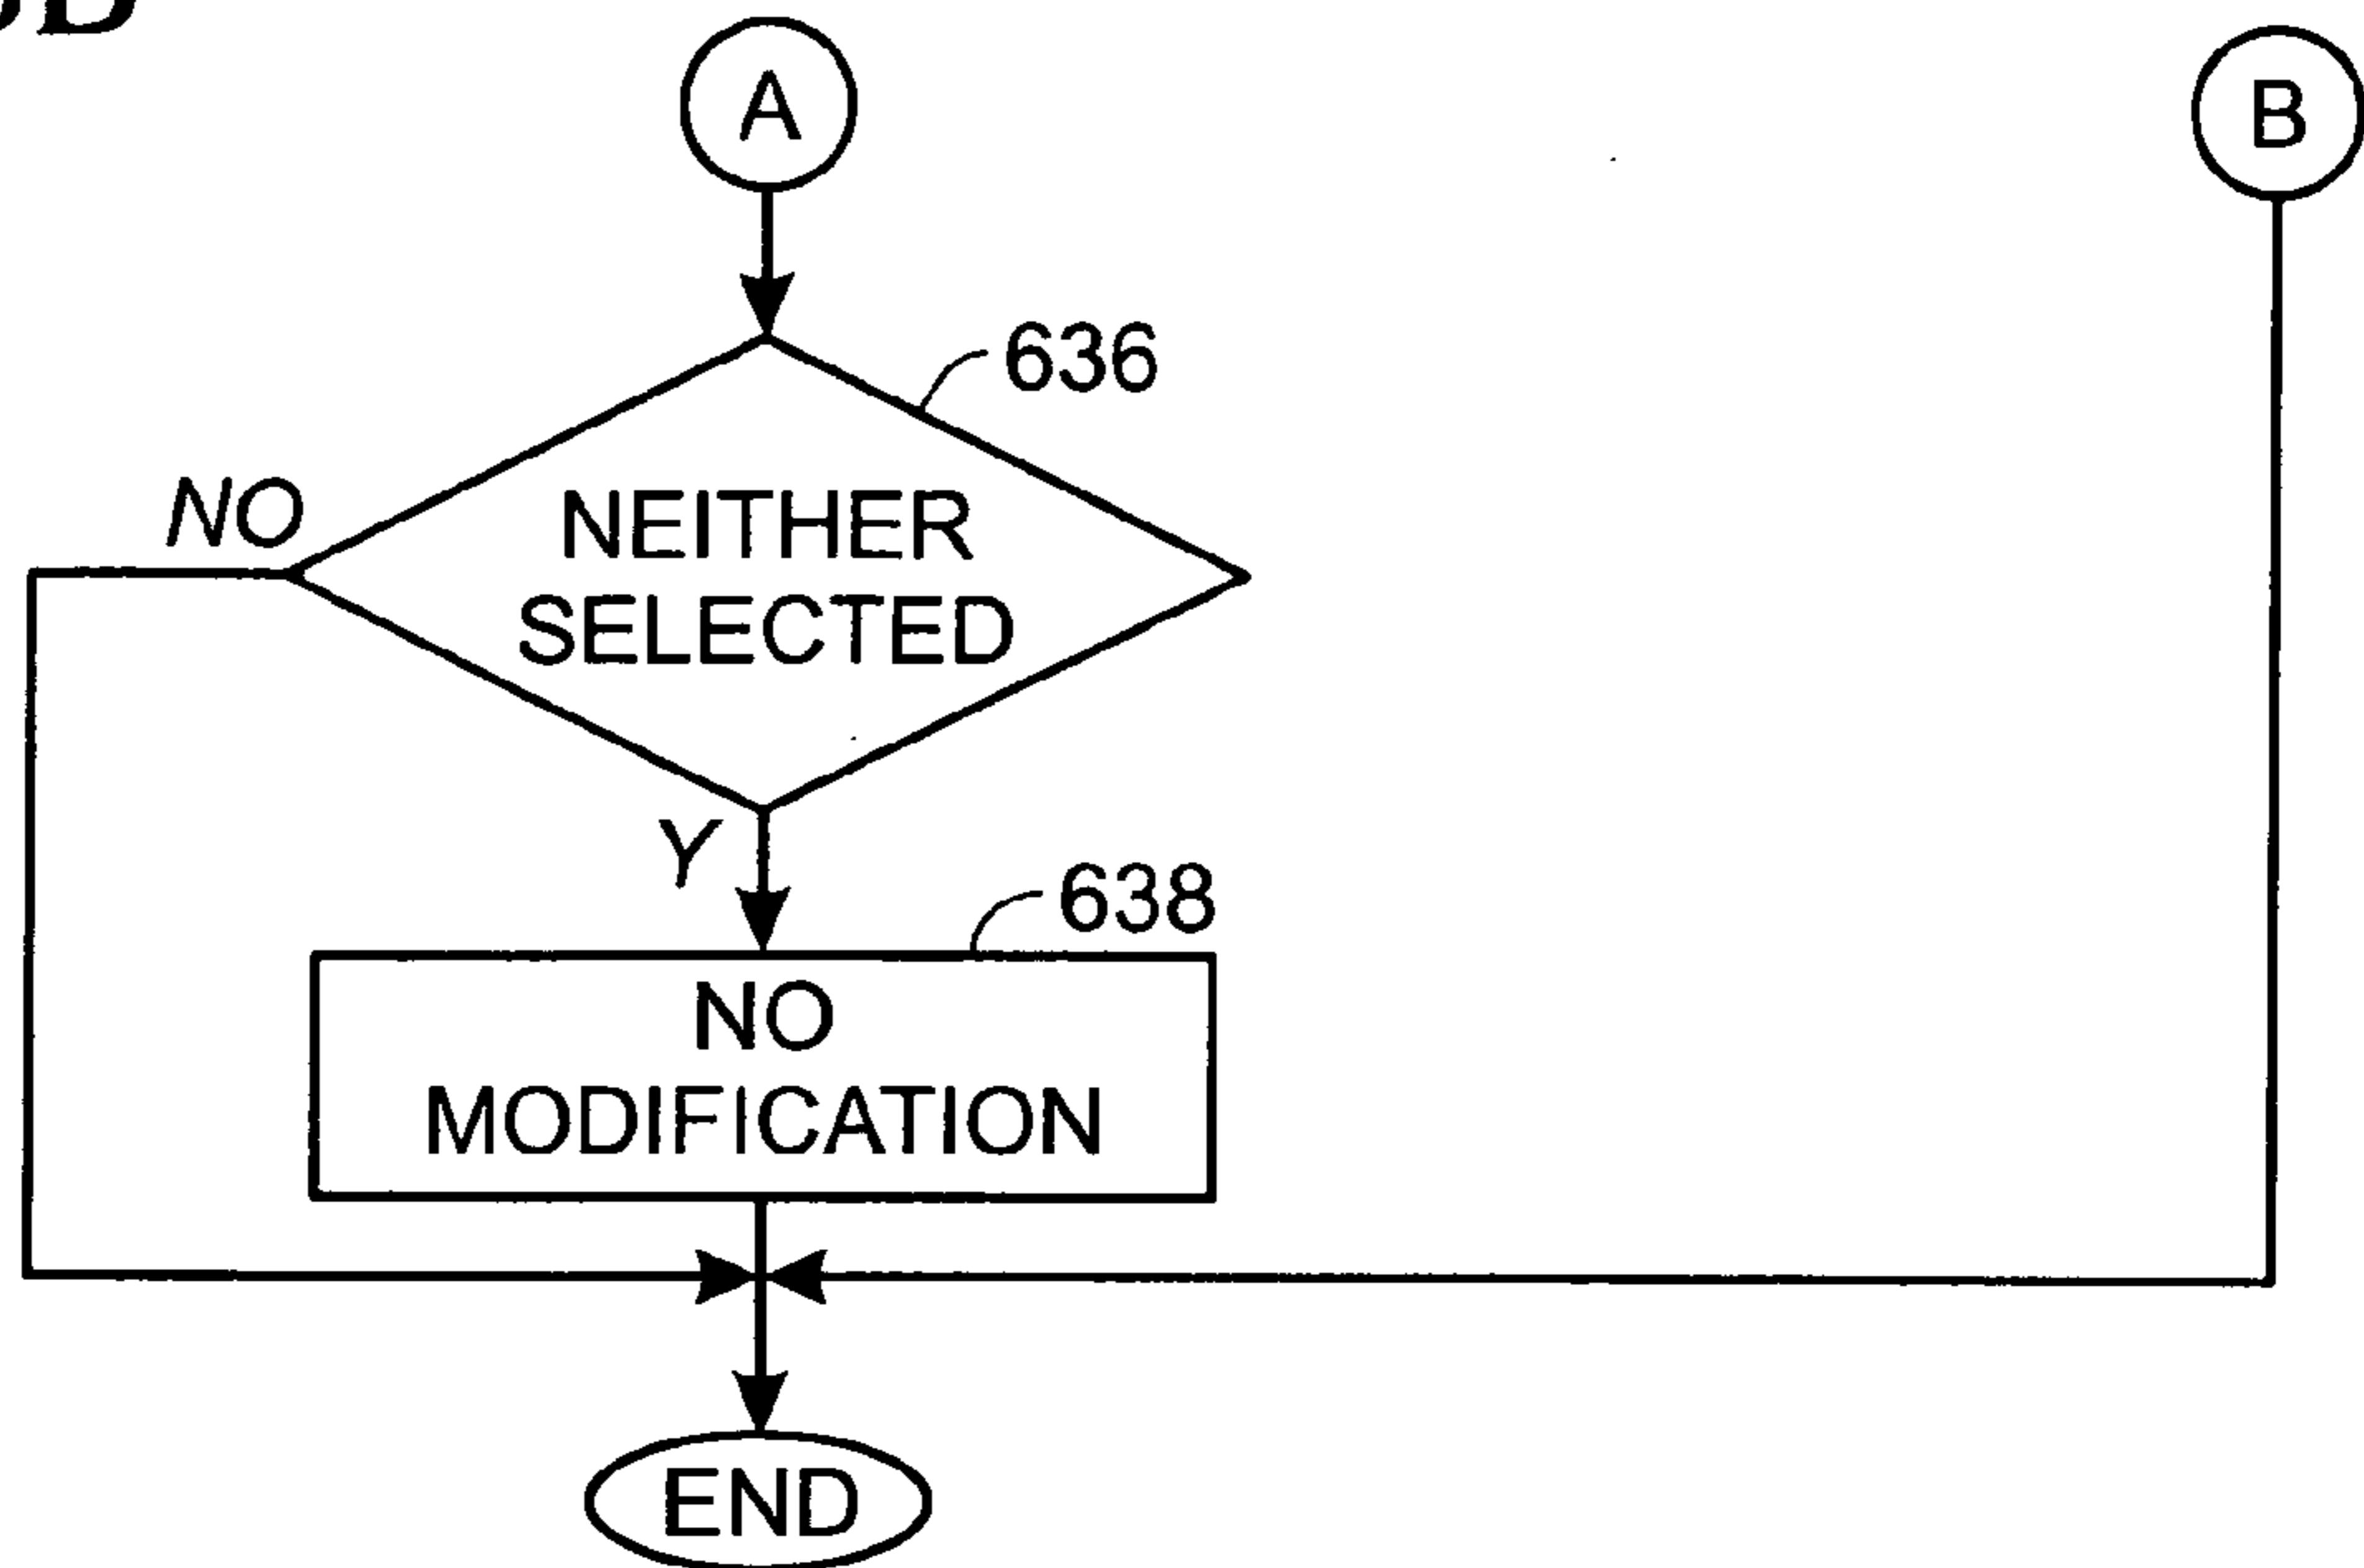 A
B
636
NO
NEITHER
SELECTED
Y
638
NO
MODIFICATION
END